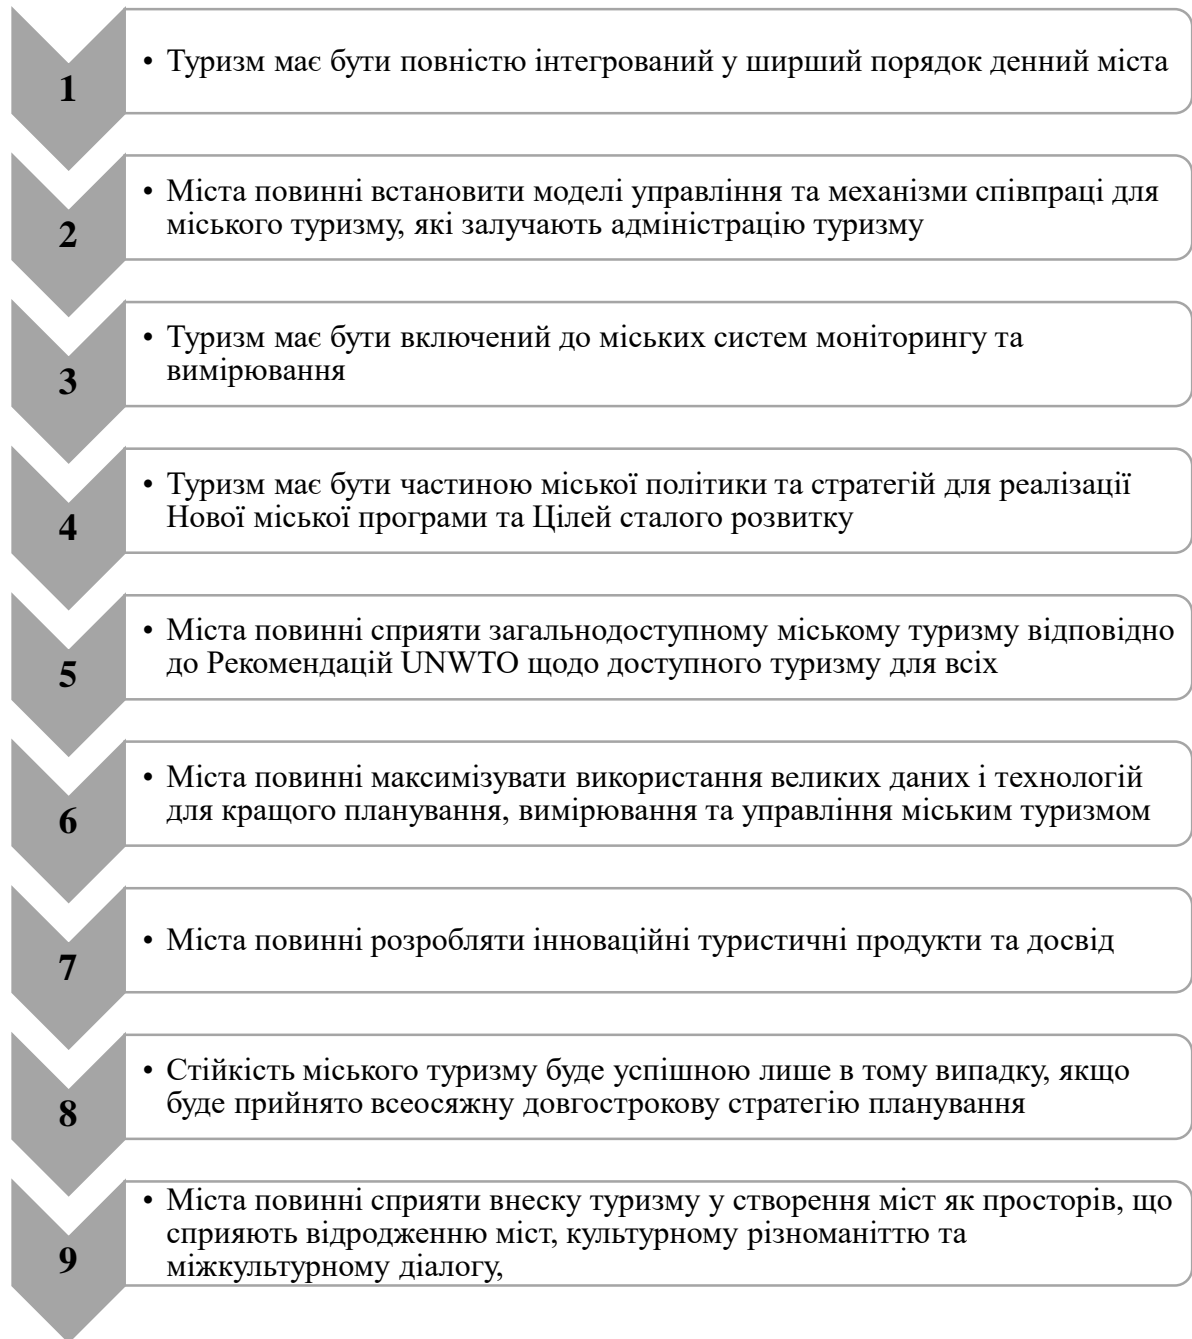 1
• Туризм має бути повністю інтегрований у ширший порядок денний міста
2
• Міста повинні встановити моделі управління та механізми співпраці для
міського туризму, які залучають адміністрацію туризму
3
• Туризм має бути включений до міських систем моніторингу та
вимірювання
4
• Туризм має бути частиною міської політики та стратегій для реалізації
Нової міської програми та Цілей сталого розвитку
5
• Міста повинні сприяти загальнодоступному міському туризму відповідно
до Рекомендацій UNWTO щодо доступного туризму для всіх
6
• Міста повинні максимізувати використання великих даних і технологій
для кращого планування, вимірювання та управління міським туризмом
7
• Міста повинні розробляти інноваційні туристичні продукти та досвід
8
• Стійкість міського туризму буде успішною лише в тому випадку, якщо
буде прийнято всеосяжну довгострокову стратегію планування
9
• Міста повинні сприяти внеску туризму у створення міст як просторів, що
сприяють відродженню міст, культурному різноманіттю та
міжкультурному діалогу,